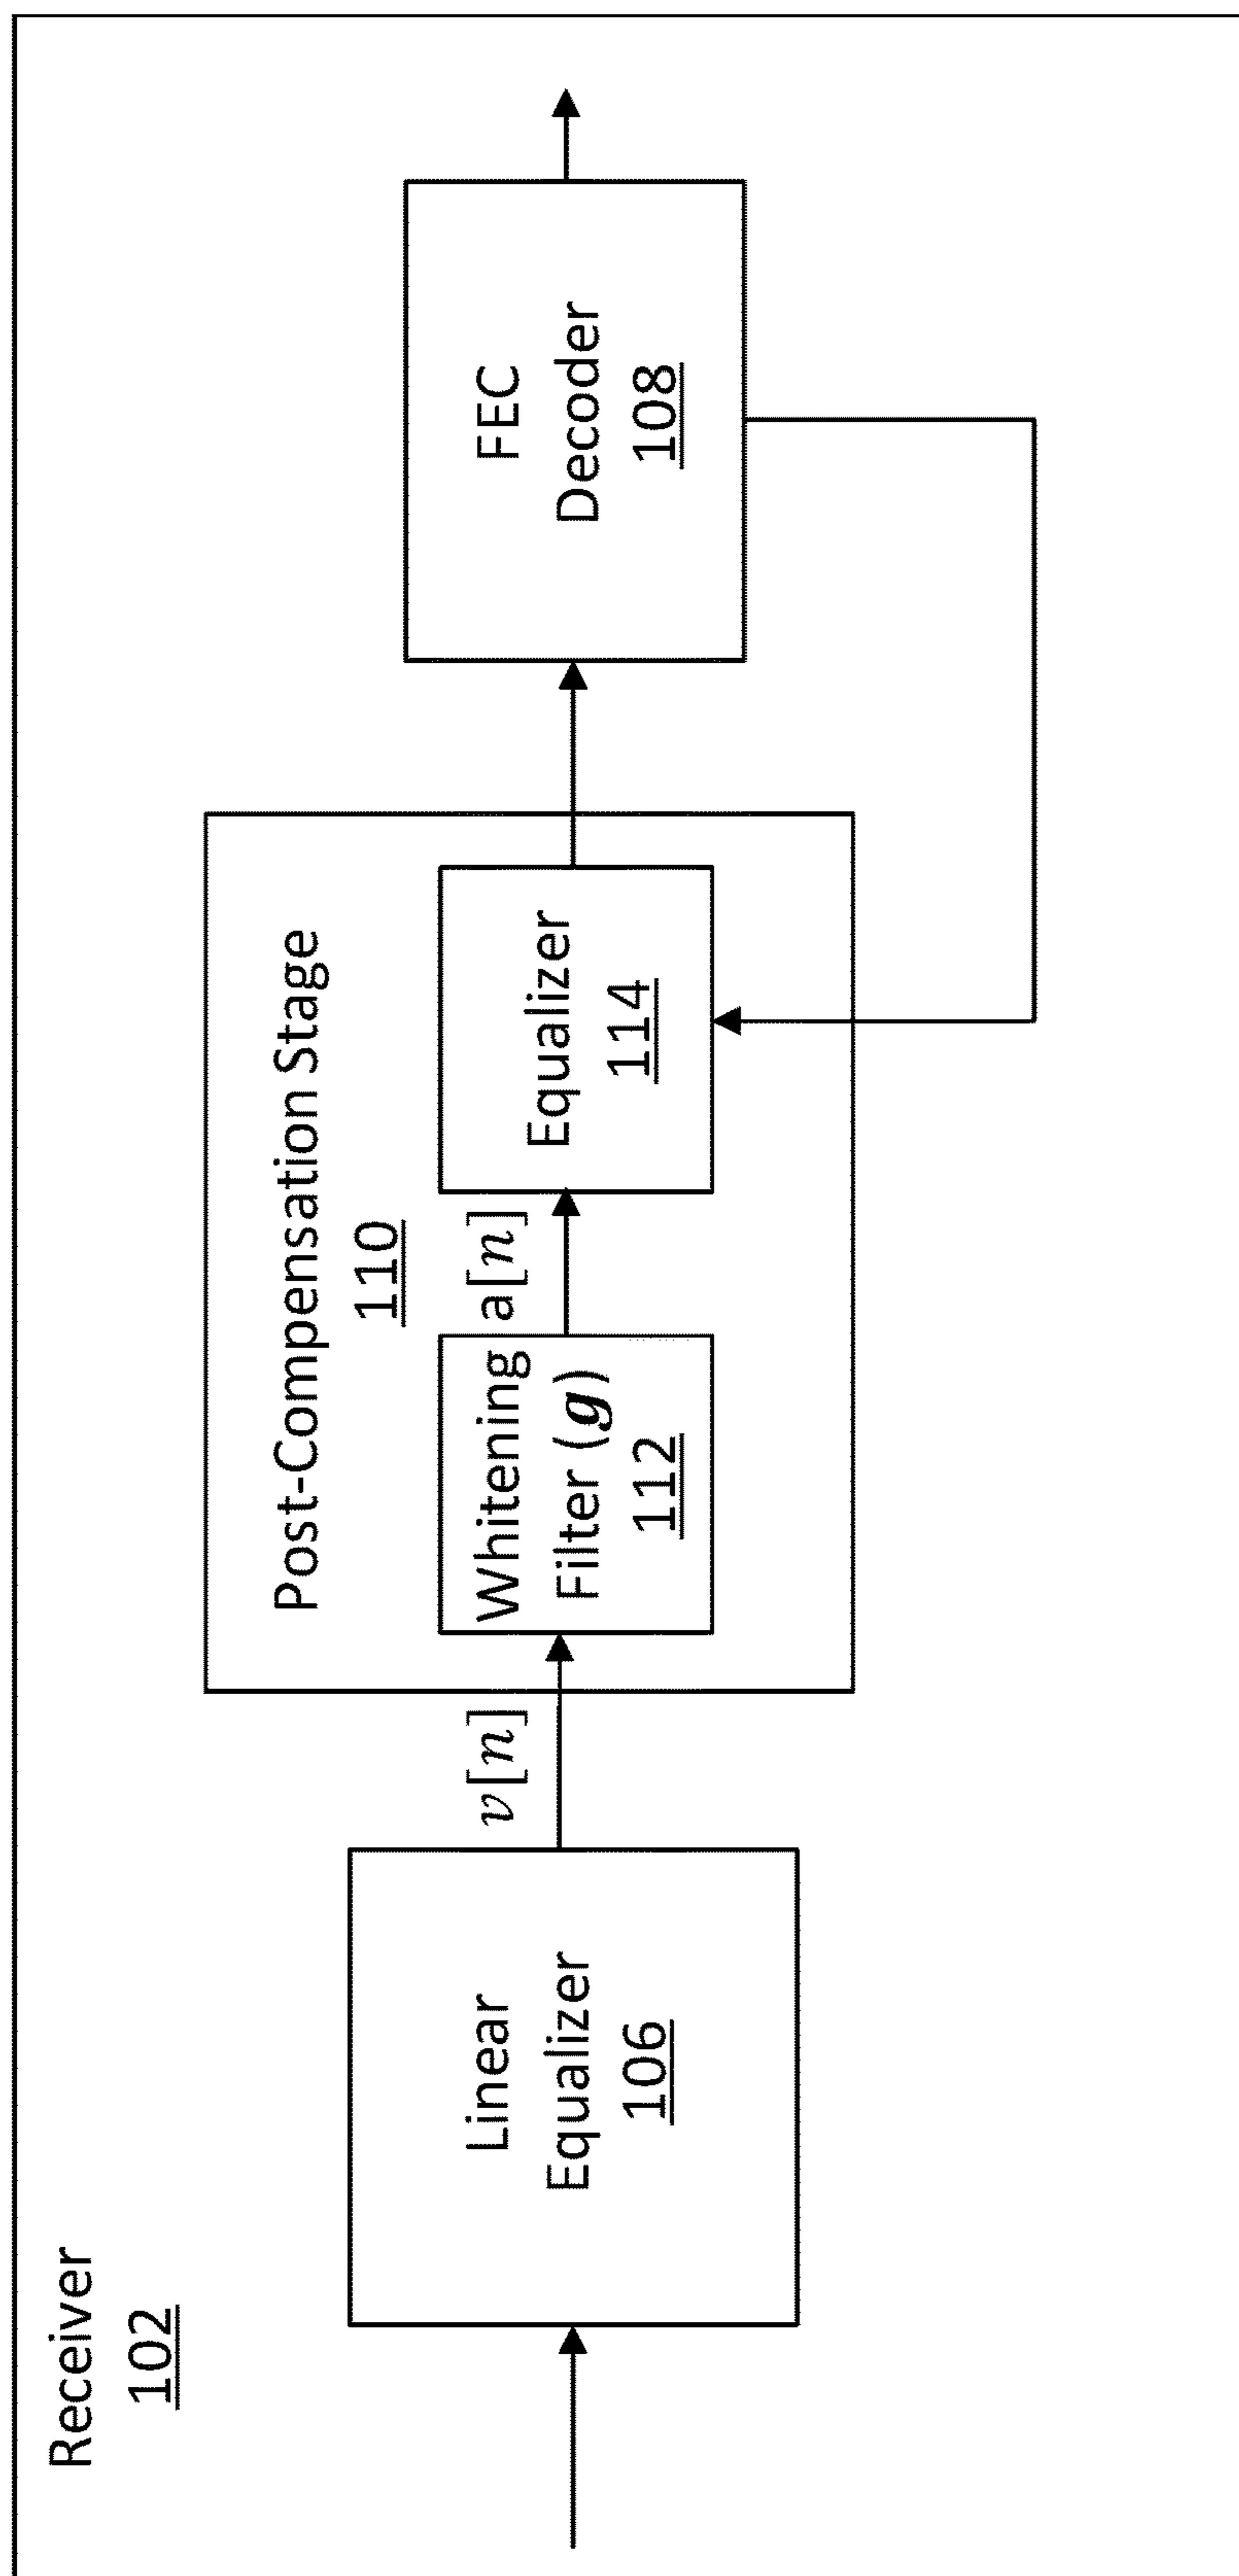 Receiver
102
Linear
Equalizer
106
v[n]
Post-Compensation Stage
110
Whitening
Filter (g)
112
a[n]
Equalizer
114
FEC
Decoder
108